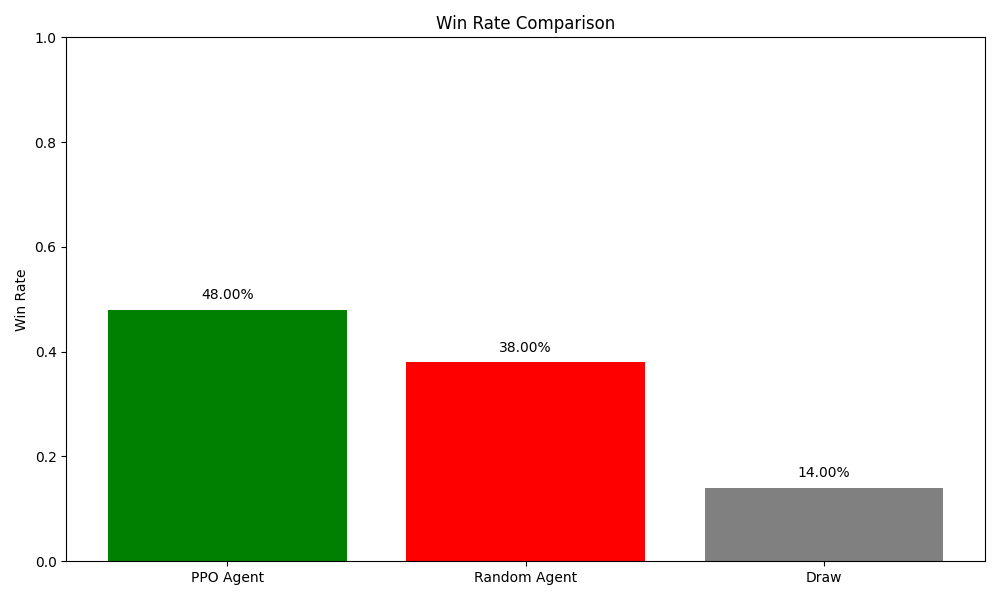 Win Rate Comparison
1.0
0.8
0.6
0.4
0.2
0.0
Win Rate
48.00%
38.00%
14.00%
PPO Agent
Random Agent
Draw